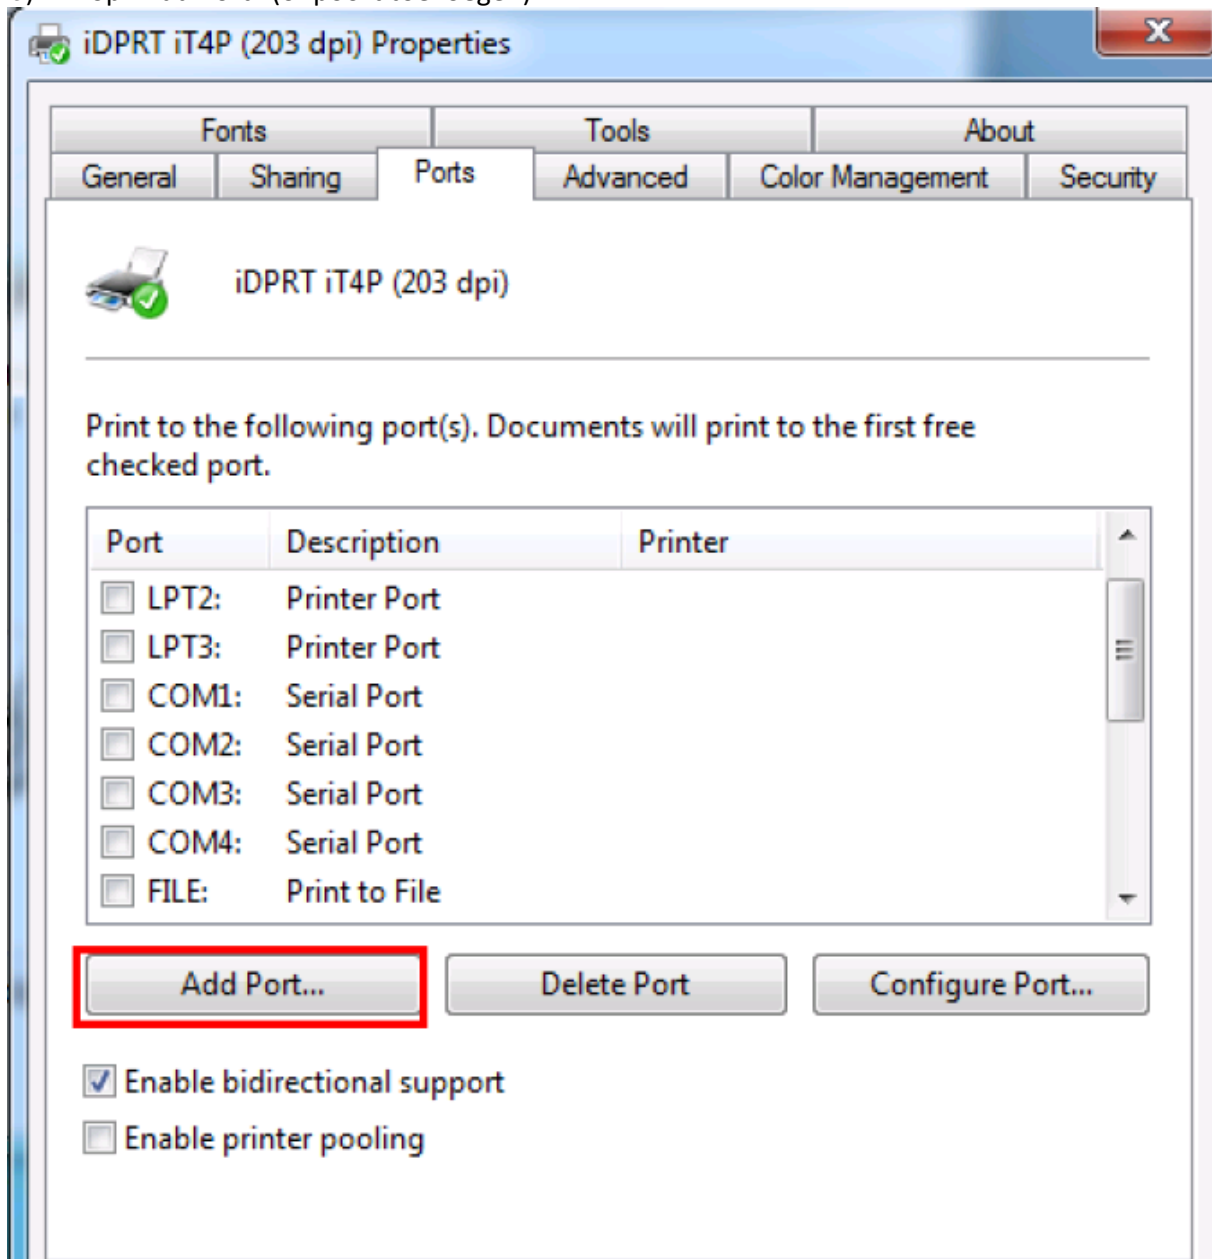 iDPRT iT4P (203 dpi) Properties
Fonts Tools About
General Sharing Ports Advanced Color Management Security
iDPRT iT4P (203 dpi)
Print to the following port(s). Documents will print to the first free
checked port.
Port Description Printer
LPT2: Printer Port
LPT3: Printer Port
COM1: Serial Port
COM2: Serial Port
COM3: Serial Port
COM4: Serial Port
FILE: Print to File
Add Port... Delete Port Configure Port...
Enable bidirectional support
Enable printer pooling